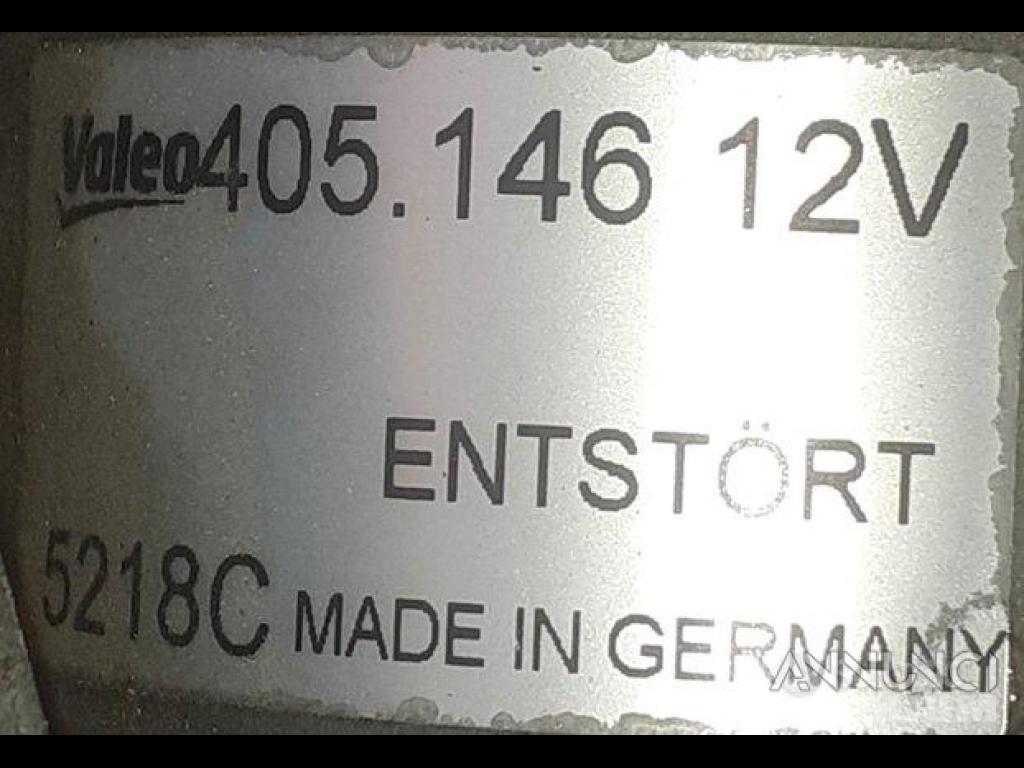 Valeo 405.146 12V
ENTSTÖRT
5218C MADE IN GERMANY
ANNUNCI